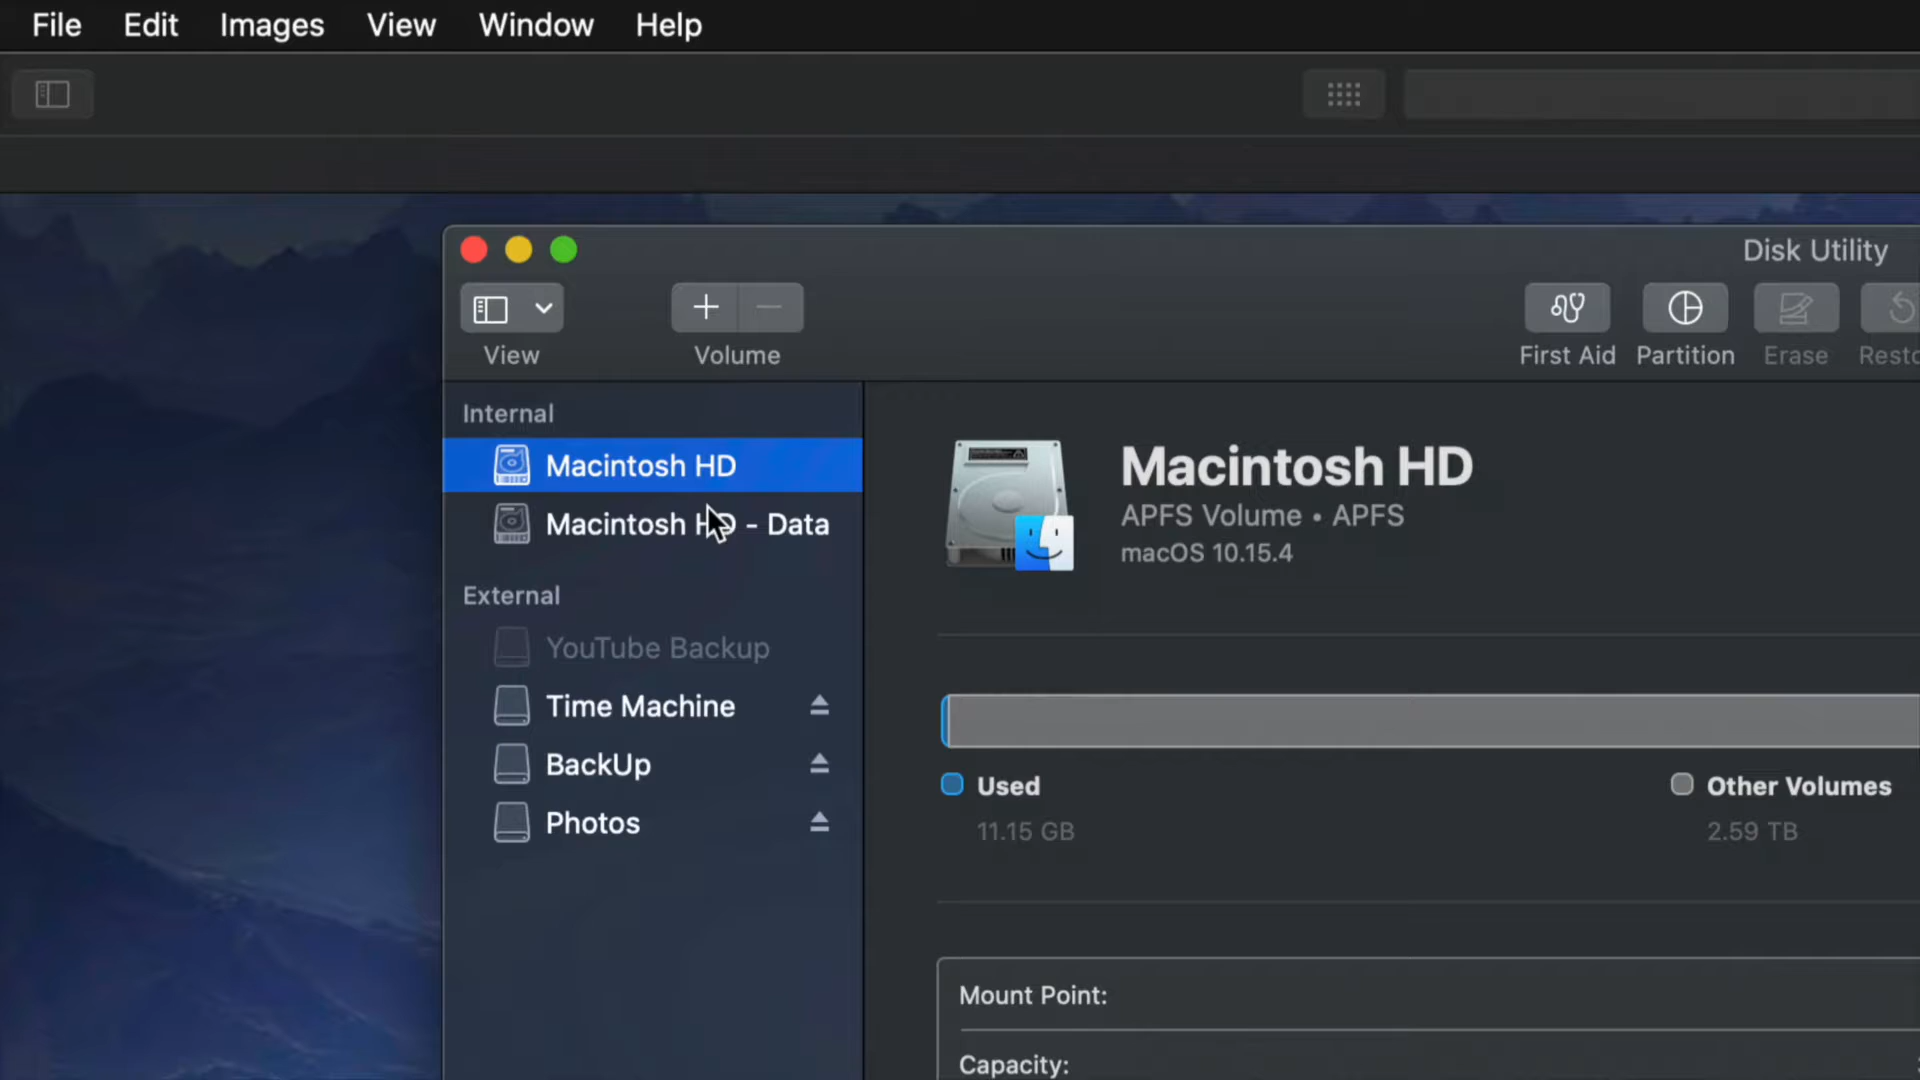 File Edit Images View Window Help
Disk Utility
View Volume First Aid Partition Erase
Internal
Macintosh HD
Macintosh HD - Data
External
YouTube Backup
Time Machine
BackUp
Photos
Macintosh HD
APFS Volume • APFS
macOS 10.15.4
Used Other Volumes
11.15 GB 2.59 TB
Mount Point:
Capacity: